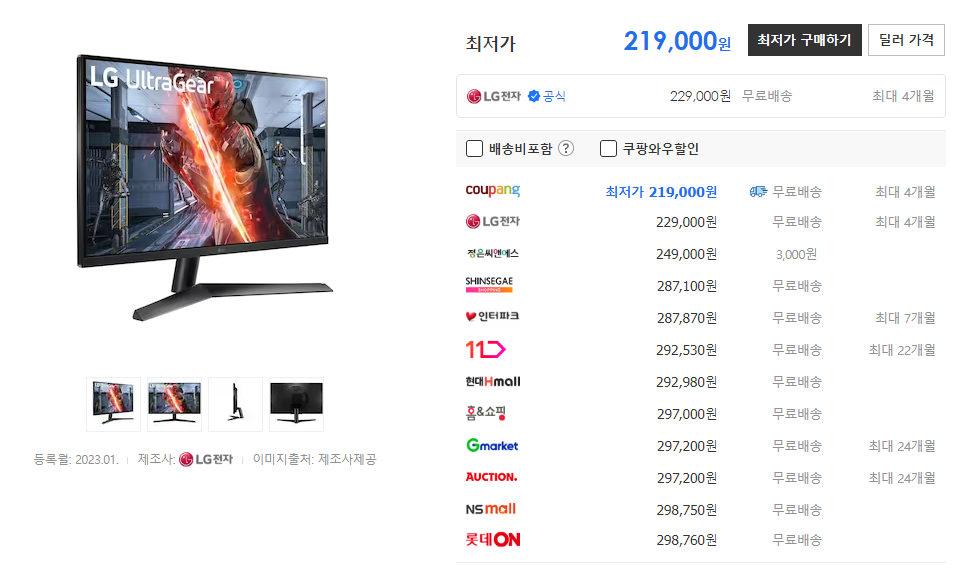 LG UltraGear™
등록월: 2023.01.
제조사: LG전자
이미지출처: 제조사제공
최저가 219,000원 최저가 구매하기 딜러 가격
LG전자 공식 229,000원 무료배송 최대 4개월
배송비포함 ? 쿠팡와우할인
coupang 최저가 219,000원 무료배송 최대 4개월
LG전자 229,000원 무료배송 최대 4개월
정은씨앤에스 249,000원 3,000원
SHINSEGAE SHOPPING 287,100원 무료배송
인터파크 287,870원 무료배송 최대 7개월
11 292,530원 무료배송 최대 22개월
현대Hmall 292,980원 무료배송
홈&쇼핑 297,000원 무료배송
Gmarket 297,200원 무료배송 최대 24개월
AUCTION. 297,200원 무료배송 최대 24개월
NS mall 298,750원 무료배송
롯데ON 298,760원 무료배송